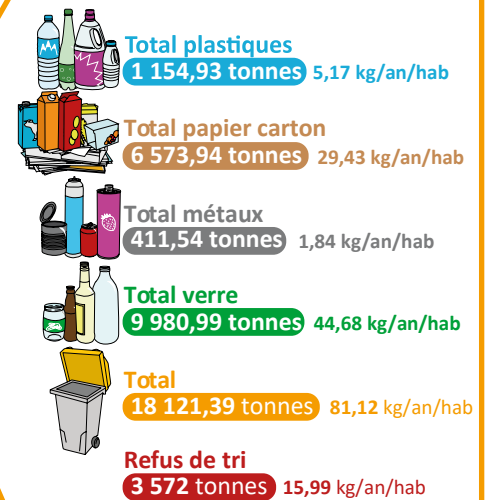 Total plastiques
1 154,93 tonnes 5,17 kg/an/hab
Total papier carton
6 573,94 tonnes 29,43 kg/an/hab
Total métaux
411,54 tonnes 1,84 kg/an/hab
Total verre
9 980,99 tonnes 44,68 kg/an/hab
Total
18 121,39 tonnes 81,12 kg/an/hab
Refus de tri
3 572 tonnes 15,99 kg/an/hab